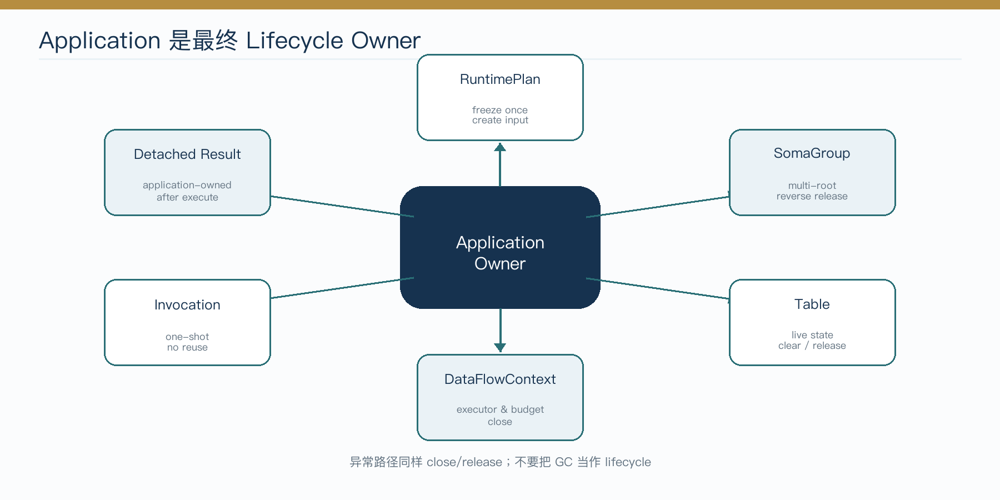 Application 是最终 Lifecycle Owner
RuntimePlan
freeze once
create input
Detached Result
application-owned
after execute
SomaGroup
multi-root
reverse release
Application
Owner
Invocation
one-shot
no reuse
Table
live state
clear / release
DataFlowContext
executor & budget
close
异常路径同样 close/release；不要把 GC 当作 lifecycle